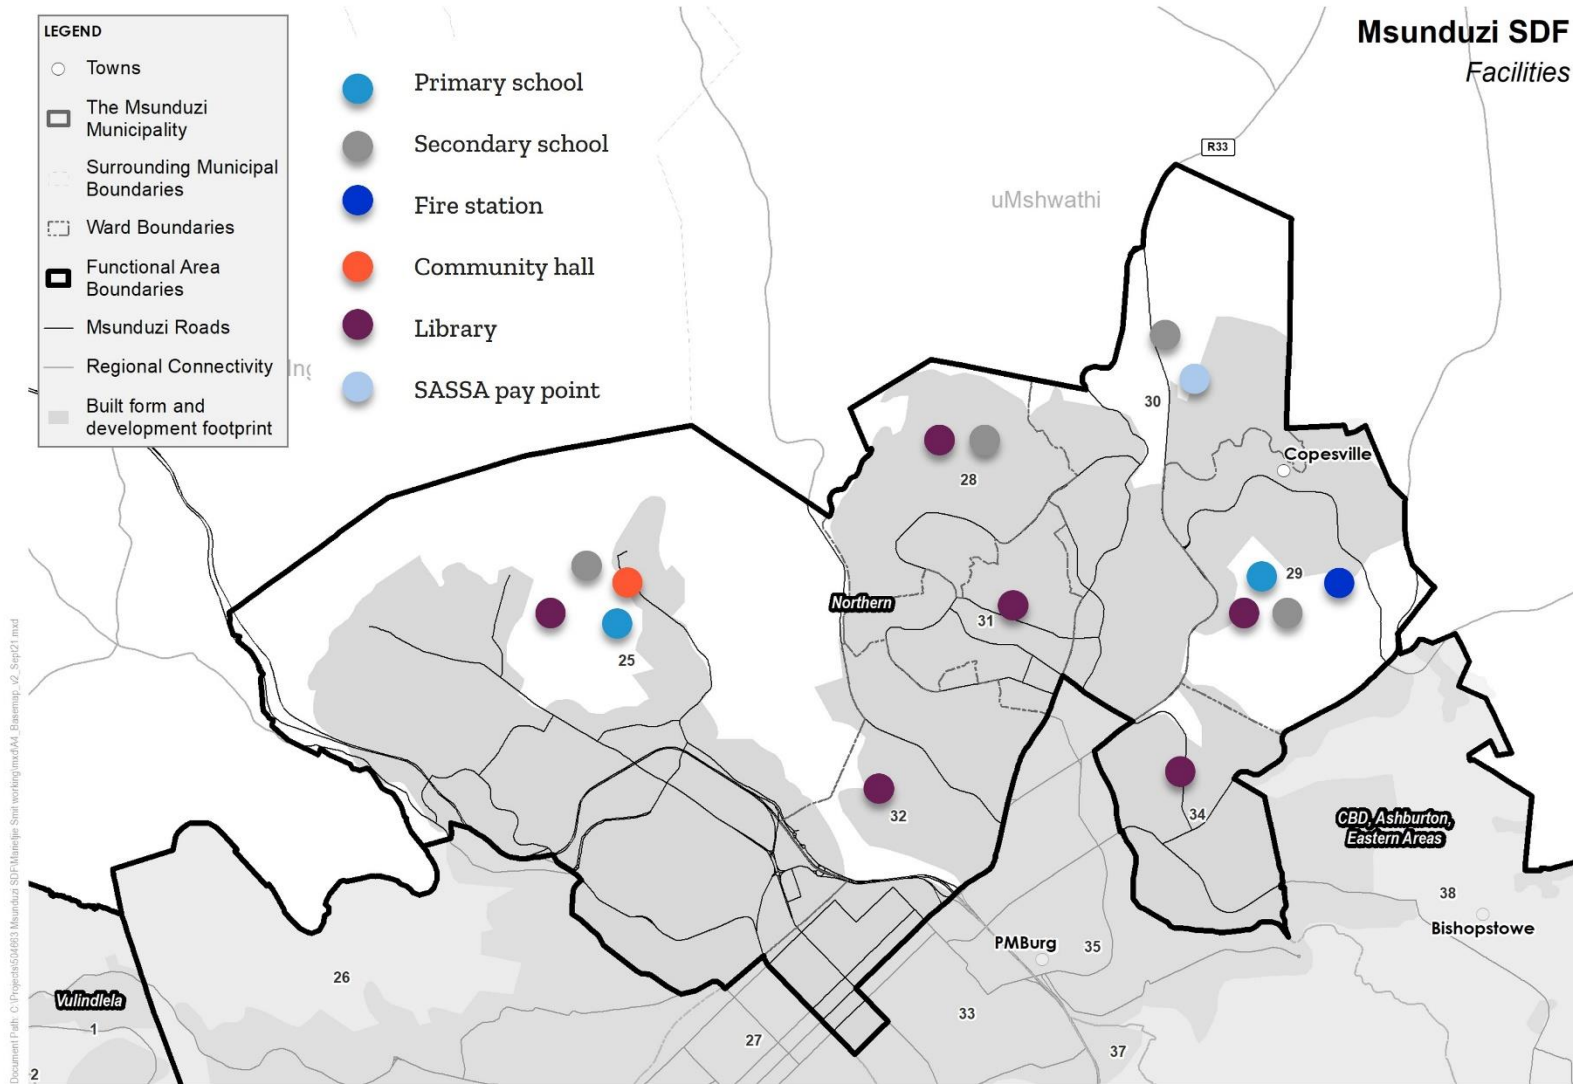 LEGEND
Towns
The Msunduzi
Municipality
Surrounding Municipal
Boundaries
Ward Boundaries
Functional Area
Boundaries
Msunduzi Roads
Regional Connectivity
Built form and
development footprint
Primary school
Secondary school
Fire station
Community hall
Library
SASSA pay point
Msunduzi SDF
Facilities
R33
uMshwathi
Ing
30
Copesville
28
29
Northern
31
25
32
34
CBD, Ashburton,
Eastern Areas
38
Bishopstowe
PMBurg
35
26
Vulindlela
1
33
27
37
2